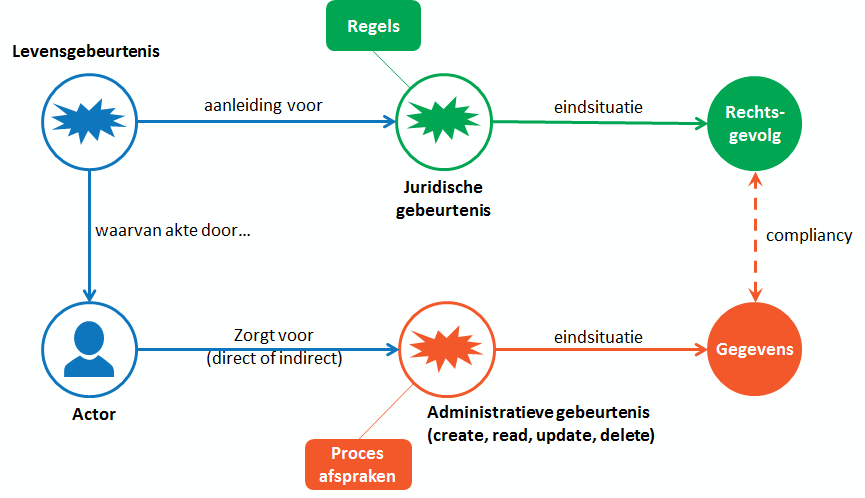 Regels
Levensgebeurtenis
aanleiding voor
eindsituatie
Rechts-
gevolg
Juridische
gebeurtenis
waarvan akte door...
compliancy
Zorgt voor
(direct of indirect)
eindsituatie
Gegevens
Actor
Administratieve gebeurtenis
(create, read, update, delete)
Proces
afspraken